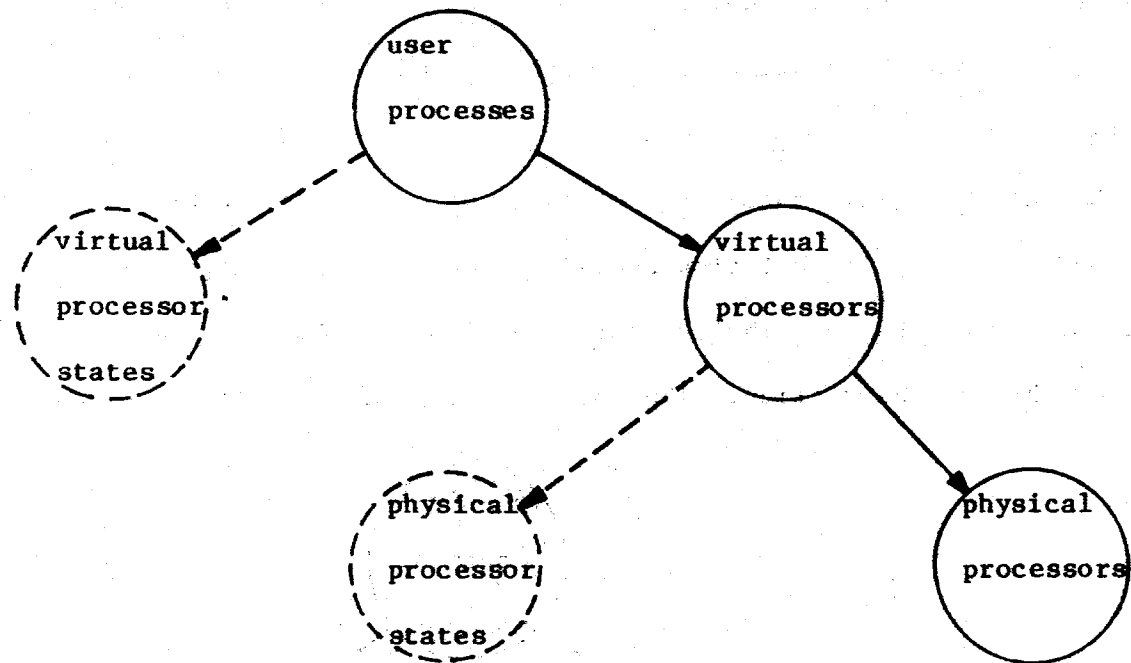 user
processes
virtual
processor
states
virtual
processors
physical
processor
states
physical
processors